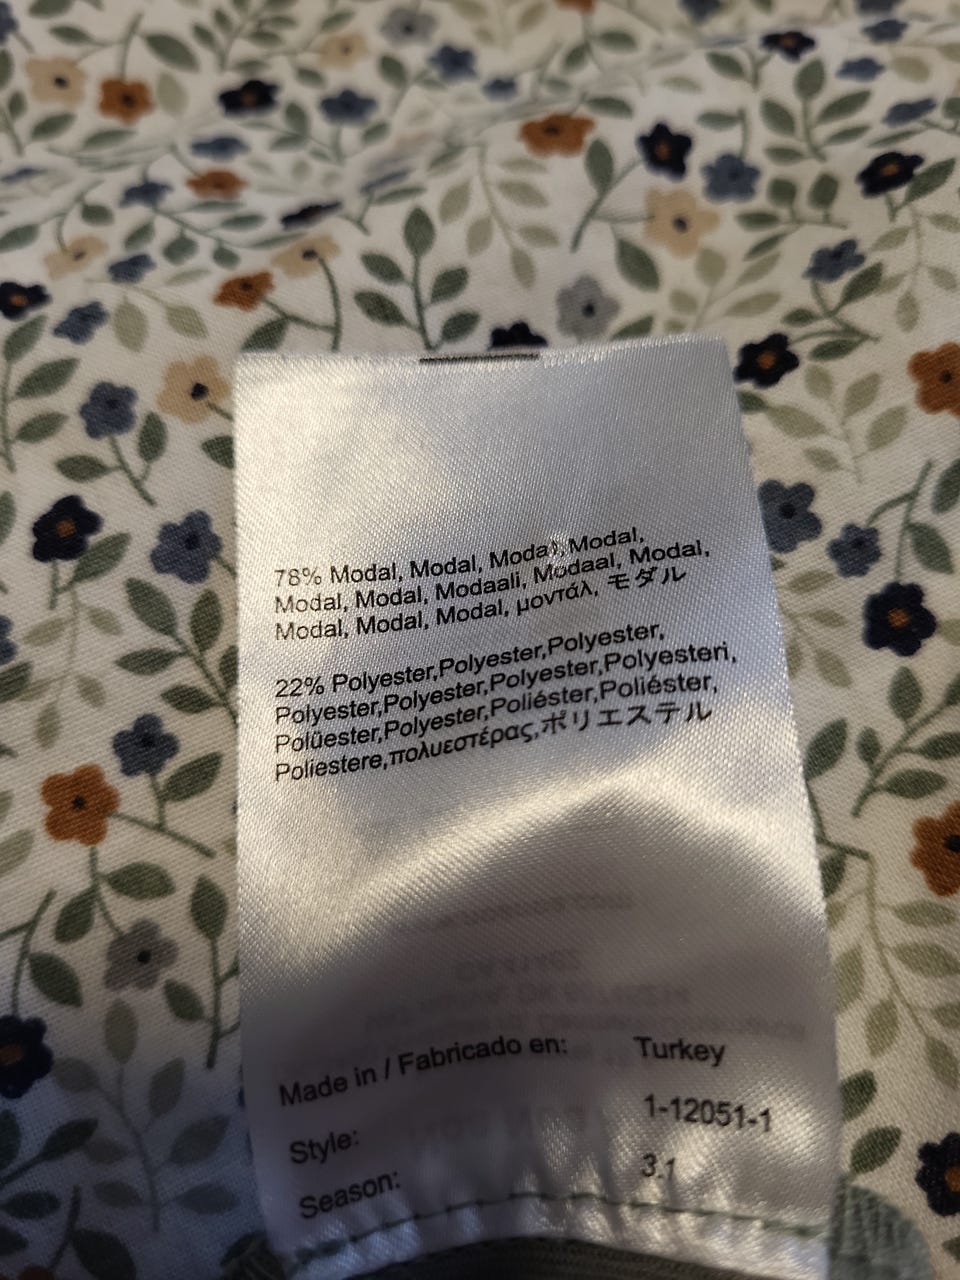 78% Modal, Modal, Modal, Modal,
Modal, Modal, Modaali, Modaal, Modal,
Modal, Modal, Modal, μοντάλ, モダル
22% Polyester,Polyester,Polyester,
Polyester,Polyester,Polyester,Polyesteri,
Polüester,Polyester,Poliéster,Poliéster,
Poliestere,πολυεστέρας,ポリエステル
Made in / Fabricado en: Turkey
Style: 1-12051-1
Season: 3.1